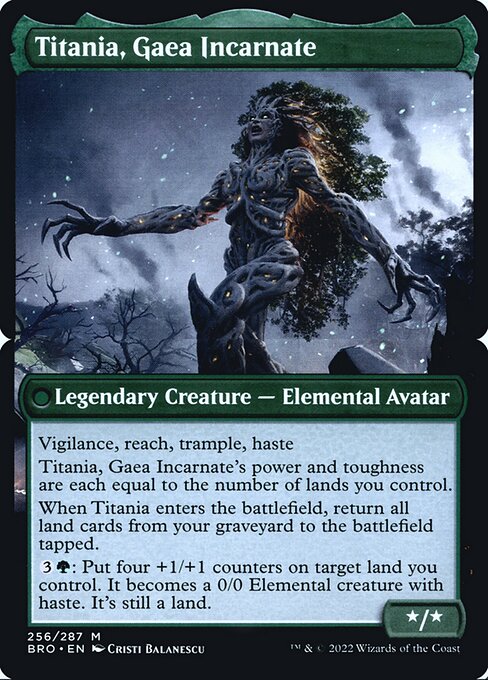 Titania, Gaea Incarnate
Legendary Creature — Elemental Avatar
Vigilance, reach, trample, haste
Titania, Gaea Incarnate's power and toughness
are each equal to the number of lands you control.
When Titania enters the battlefield, return all
land cards from your graveyard to the battlefield
tapped.
3: Put four +1/+1 counters on target land you
control. It becomes a 0/0 Elemental creature with
haste. It's still a land.
★/★
256/287 M
BRO • EN Cristi Balanescu
™ & © 2022 Wizards of the Coast